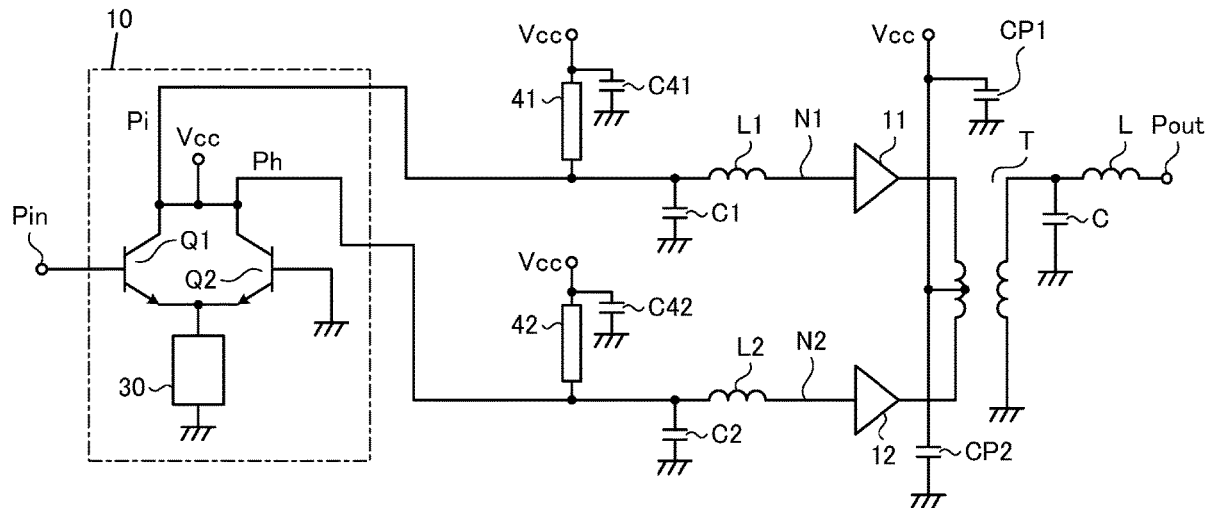 10
Vcc
Vcc
CP1
41
C41
Pi
Vcc
L1
N1
11
T
L
Pout
Ph
Pin
C1
C
Q1
Q2
Vcc
42
C42
L2
N2
30
C2
12
CP2